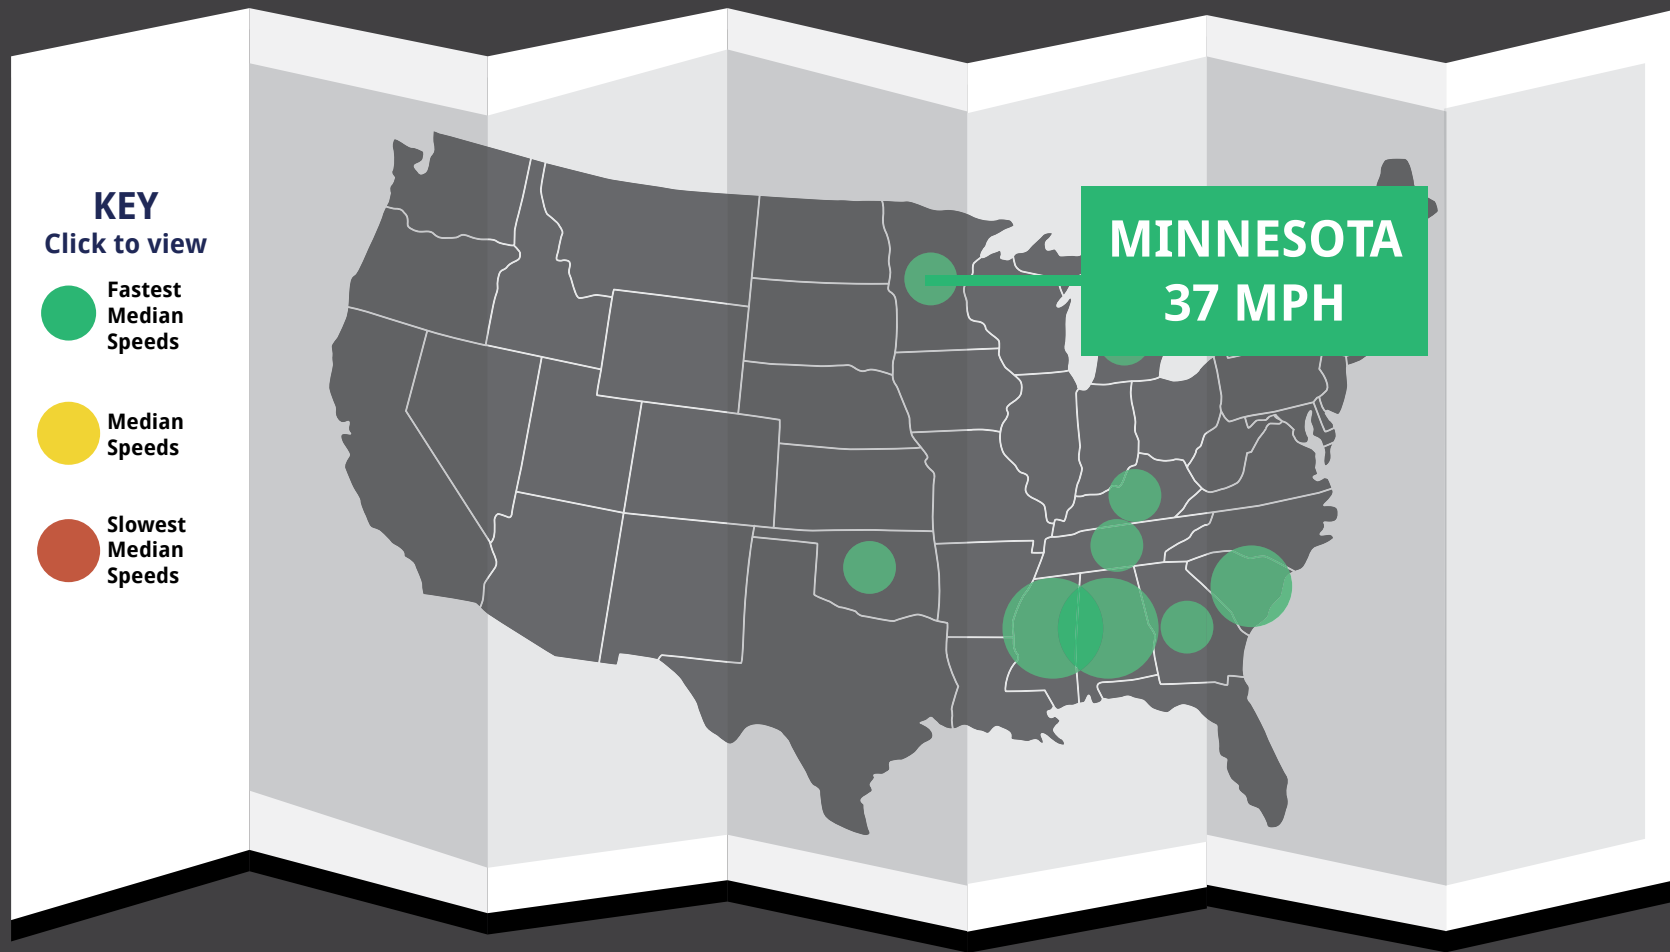 KEY
Click to view
Fastest
Median
Speeds
Median
Speeds
Slowest
Median
Speeds
MINNESOTA
37 MPH